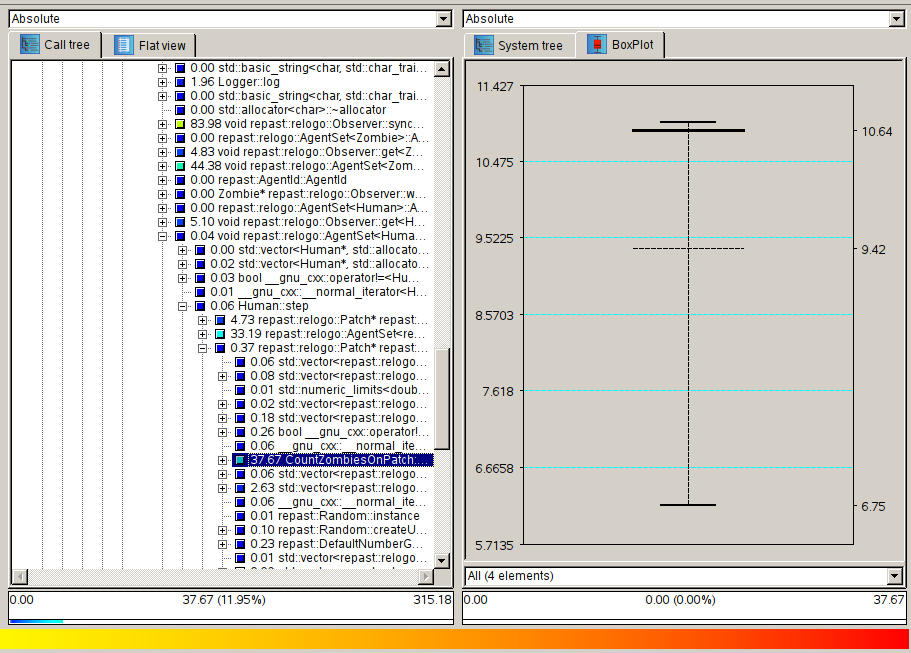 Absolute
Absolute
Call tree
Flat view
System tree
BoxPlot
0.00 std::basic_string<char, std::char_trai...
1.96 Logger::log
0.00 std::basic_string<char, std::char_trai...
0.00 std::allocator<char>::~allocator
83.98 void repast::relogo::Observer::sync...
0.00 repast::relogo::AgentSet<Zombie>::A...
4.83 void repast::relogo::Observer::get<Z...
44.38 void repast::relogo::AgentSet<Zom...
0.00 repast::AgentId::AgentId
0.00 Zombie* repast::relogo::Observer::w...
0.00 repast::relogo::AgentSet<Human>::A...
5.10 void repast::relogo::Observer::get<H...
0.04 void repast::relogo::AgentSet<Huma...
0.00 std::vector<Human*, std::allocato...
0.02 std::vector<Human*, std::allocato...
0.03 bool __gnu_cxx::operator!=<Hu...
0.01 __gnu_cxx::__normal_iterator<H...
0.06 Human::step
4.73 repast::relogo::Patch* repast:...
33.19 repast::relogo::AgentSet<re...
0.37 repast::relogo::Patch* repast:...
0.06 std::vector<repast::relogo...
0.08 std::vector<repast::relogo...
0.01 std::numeric_limits<doub...
0.02 std::vector<repast::relogo...
0.18 std::vector<repast::relogo...
0.26 bool __gnu_cxx::operator!...
0.06 __gnu_cxx::__normal_ite...
37.67 CountZombiesOnPatch:...
0.06 std::vector<repast::relogo...
2.63 std::vector<repast::relogo...
0.06 __gnu_cxx::__normal_ite...
0.01 repast::Random::instance
0.10 repast::Random::createU...
0.23 repast::DefaultNumberG...
0.01 std::vector<repast::relogo...
11.427
10.64
10.475
9.5225
9.42
8.5703
7.618
6.6658
6.75
5.7135
All (4 elements)
0.00 37.67 (11.95%) 315.18
0.00 0.00 (0.00%) 37.67